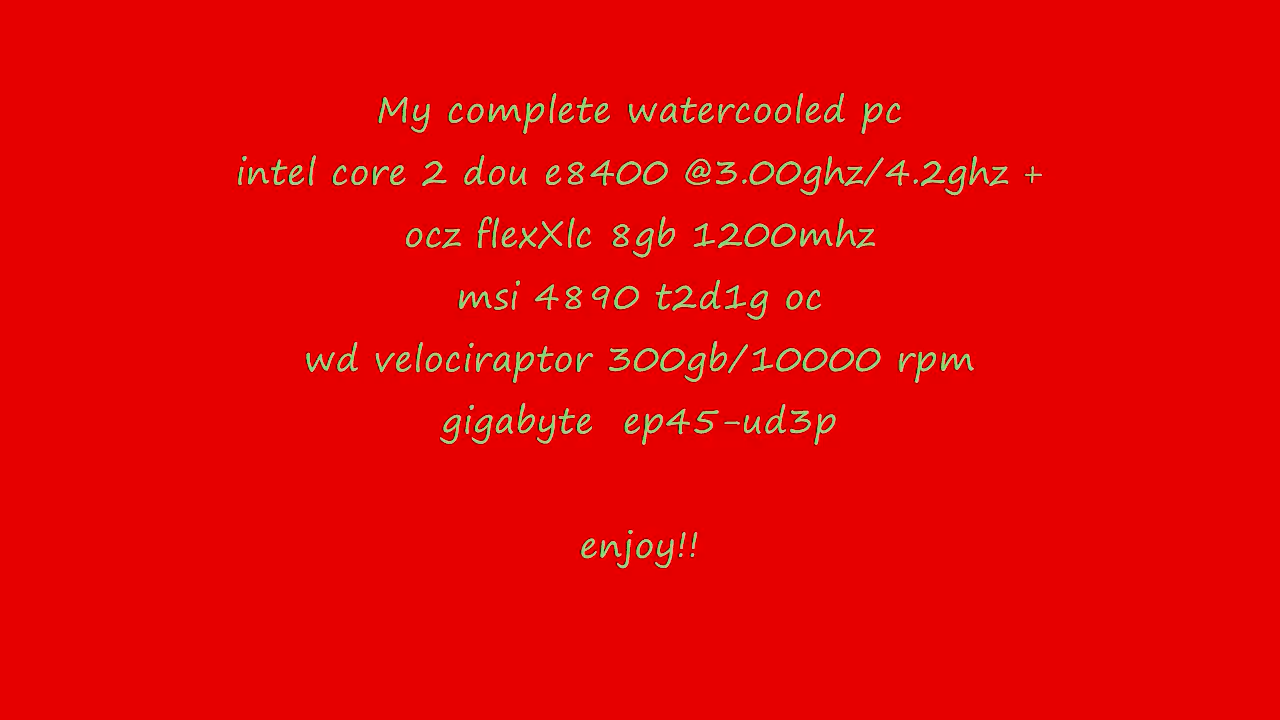 My complete watercooled pc
intel core 2 dou e8400 @3.00ghz/4.2ghz +
ocz flexXlc 8gb 1200mhz
msi 4890 t2d1g oc
wd velociraptor 300gb/10000 rpm
gigabyte  ep45-ud3p
enjoy!!